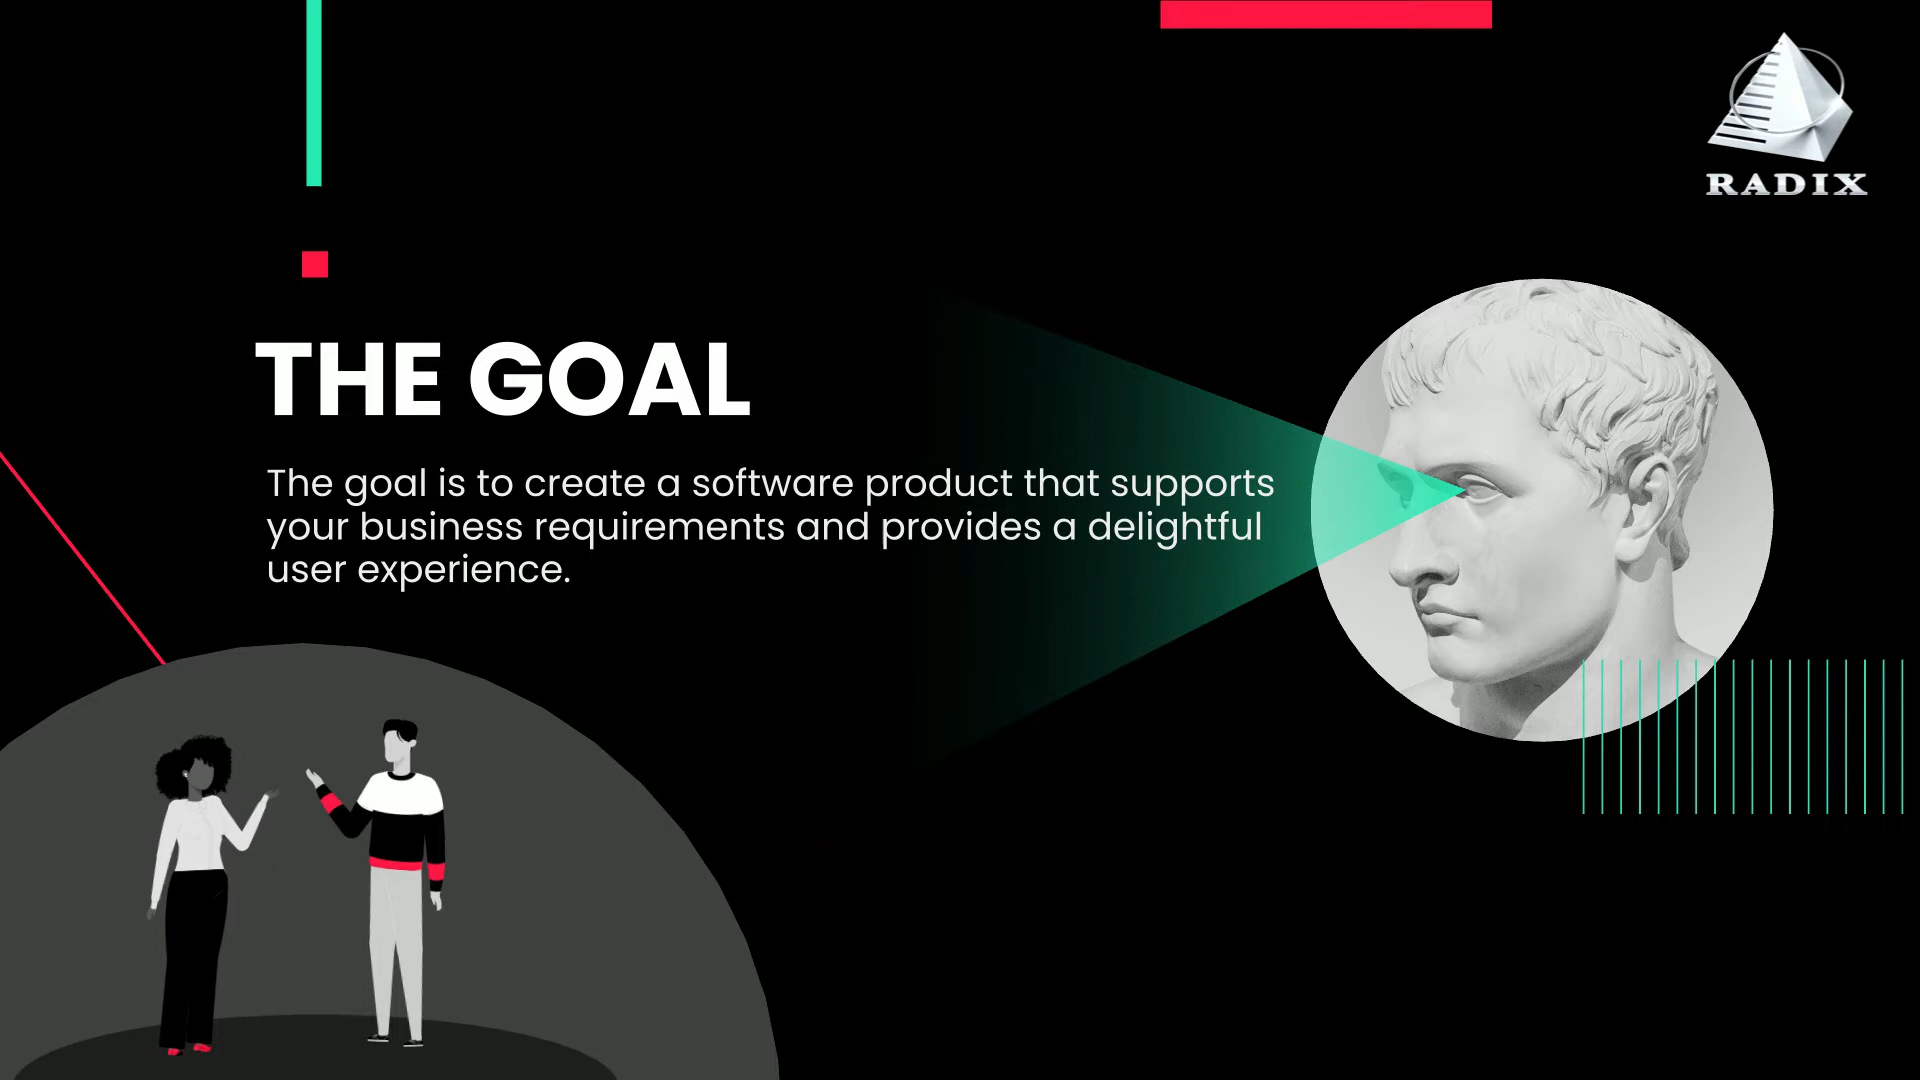 RADIX
THE GOAL
The goal is to create a software product that supports
your business requirements and provides a delightful
user experience.